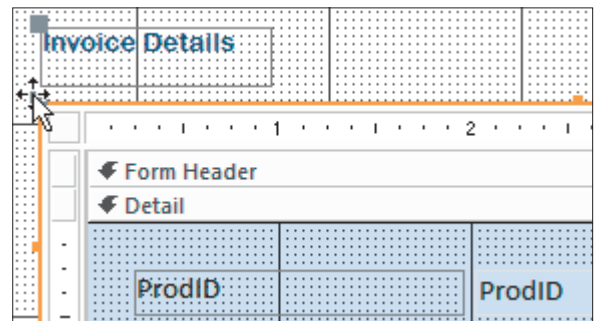 Invoice Details
1 2
Form Header
Detail
ProdID ProdID